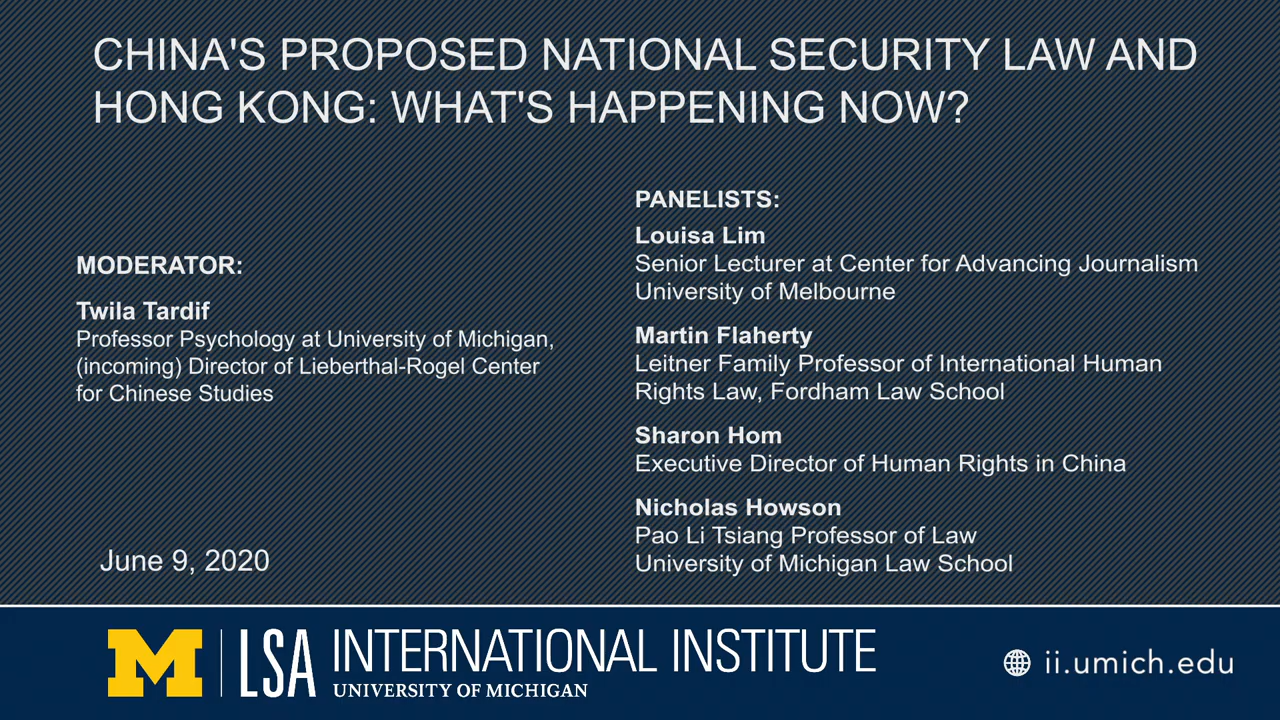 CHINA'S PROPOSED NATIONAL SECURITY LAW AND
HONG KONG: WHAT'S HAPPENING NOW?
MODERATOR:
Twila Tardif
Professor Psychology at University of Michigan,
(incoming) Director of Lieberthal-Rogel Center
for Chinese Studies
June 9, 2020
PANELISTS:
Louisa Lim
Senior Lecturer at Center for Advancing Journalism
University of Melbourne
Martin Flaherty
Leitner Family Professor of International Human
Rights Law, Fordham Law School
Sharon Hom
Executive Director of Human Rights in China
Nicholas Howson
Pao Li Tsiang Professor of Law
University of Michigan Law School
M LSA INTERNATIONAL INSTITUTE
UNIVERSITY OF MICHIGAN
ii.umich.edu